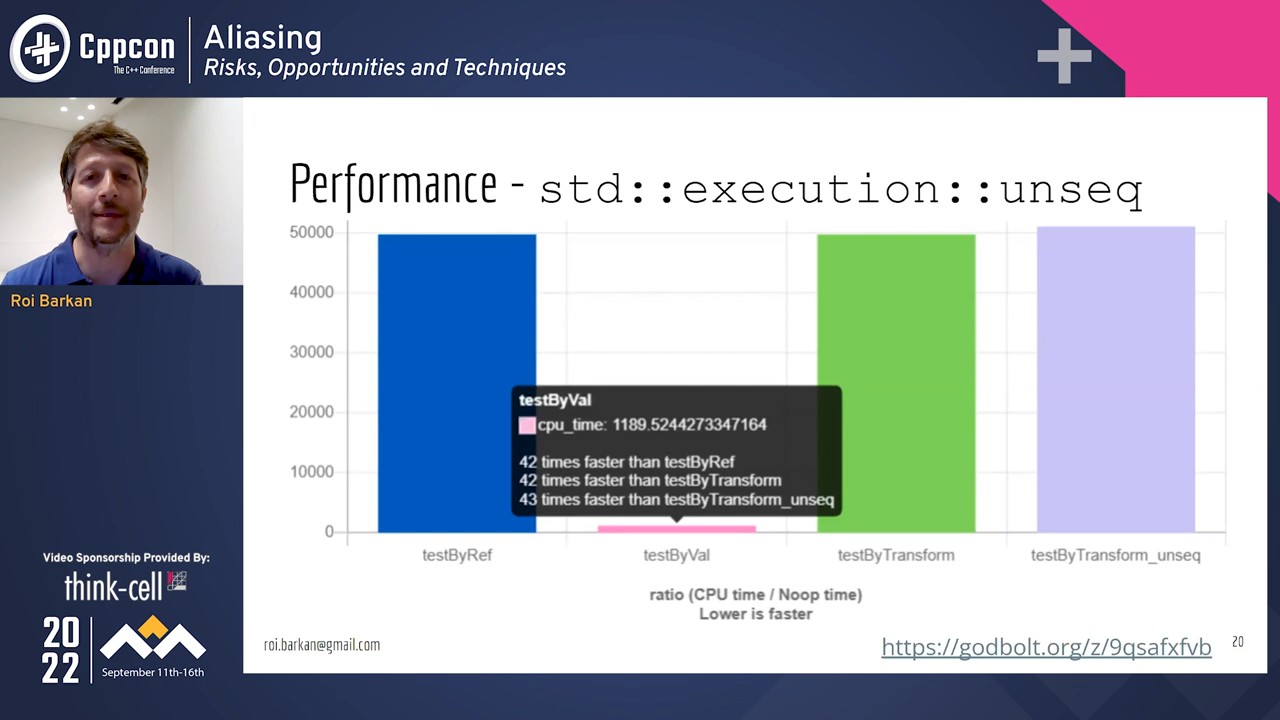 Cppcon
The C++ Conference
Aliasing
Risks, Opportunities and Techniques
Roi Barkan
Performance - std::execution::unseq
50000
40000
30000
20000
10000
0
testByVal
cpu_time: 1189.5244273347164
42 times faster than testByRef
42 times faster than testByTransform
43 times faster than testByTransform_unseq
testByRef
testByVal
testByTransform
testByTransform_unseq
ratio (CPU time / Noop time)
Lower is faster
roi.barkan@gmail.com
https://godbolt.org/z/9qsafxfvb
20
Video Sponsorship Provided By:
think-cell
20
22
September 11th-16th